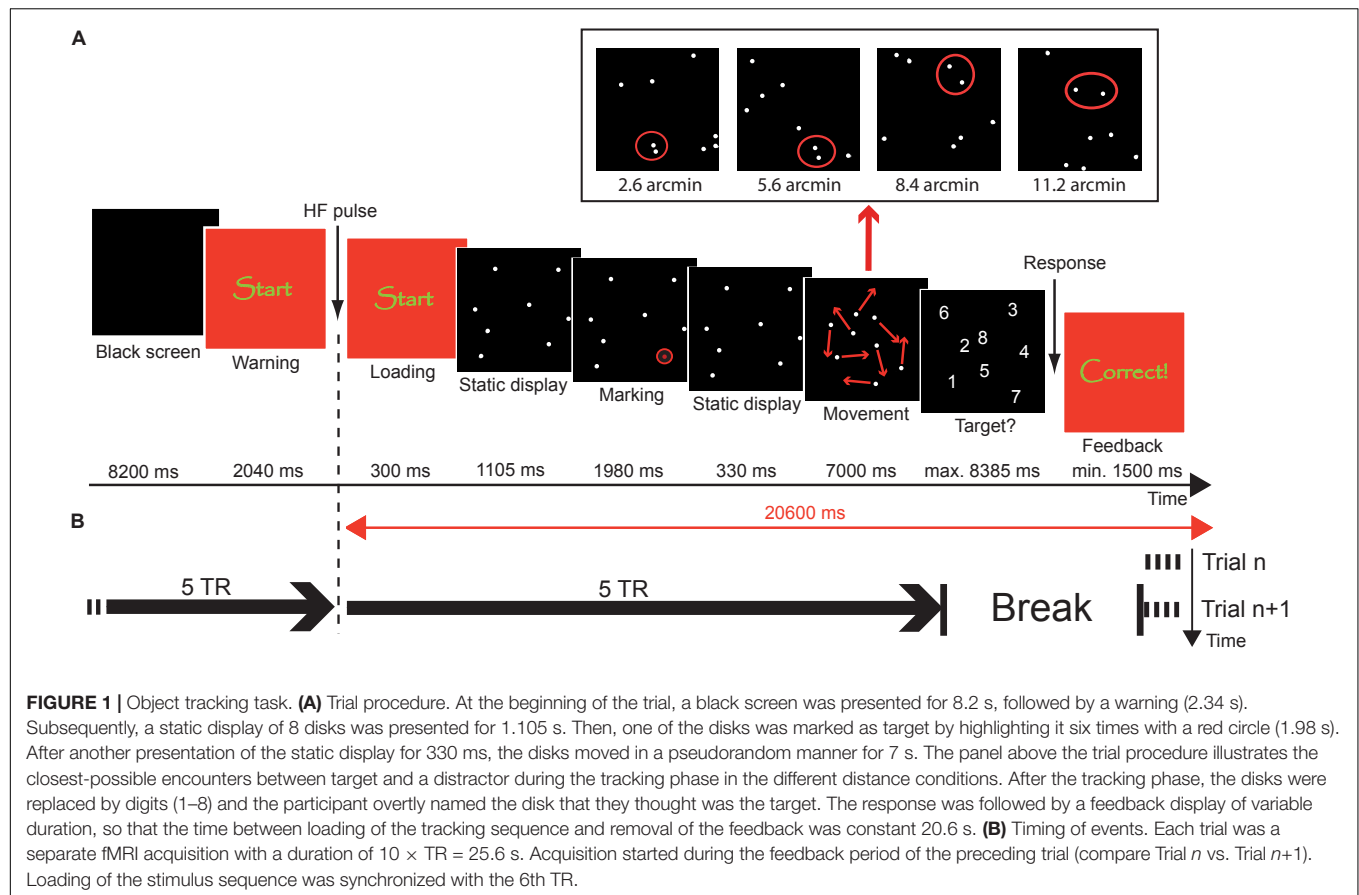 A
2.6 arcmin
5.6 arcmin
8.4 arcmin
11.2 arcmin
HF pulse
Response
Start
Start
6
3
8
2
4
5
1
7
Correct!
Black screen
Warning
Loading
Static display
Marking
Static display
Movement
Target?
Feedback
8200 ms
2040 ms
300 ms
1105 ms
1980 ms
330 ms
7000 ms
max. 8385 ms
min. 1500 ms
Time
B
20600 ms
5 TR
5 TR
Break
Trial n
Trial n+1
Time
FIGURE 1 | Object tracking task. (A) Trial procedure. At the beginning of the trial, a black screen was presented for 8.2 s, followed by a warning (2.34 s).
Subsequently, a static display of 8 disks was presented for 1.105 s. Then, one of the disks was marked as target by highlighting it six times with a red circle (1.98 s).
After another presentation of the static display for 330 ms, the disks moved in a pseudorandom manner for 7 s. The panel above the trial procedure illustrates the
closest-possible encounters between target and a distractor during the tracking phase in the different distance conditions. After the tracking phase, the disks were
replaced by digits (1–8) and the participant overtly named the disk that they thought was the target. The response was followed by a feedback display of variable
duration, so that the time between loading of the tracking sequence and removal of the feedback was constant 20.6 s. (B) Timing of events. Each trial was a
separate fMRI acquisition with a duration of 10 × TR = 25.6 s. Acquisition started during the feedback period of the preceding trial (compare Trial n vs. Trial n+1).
Loading of the stimulus sequence was synchronized with the 6th TR.